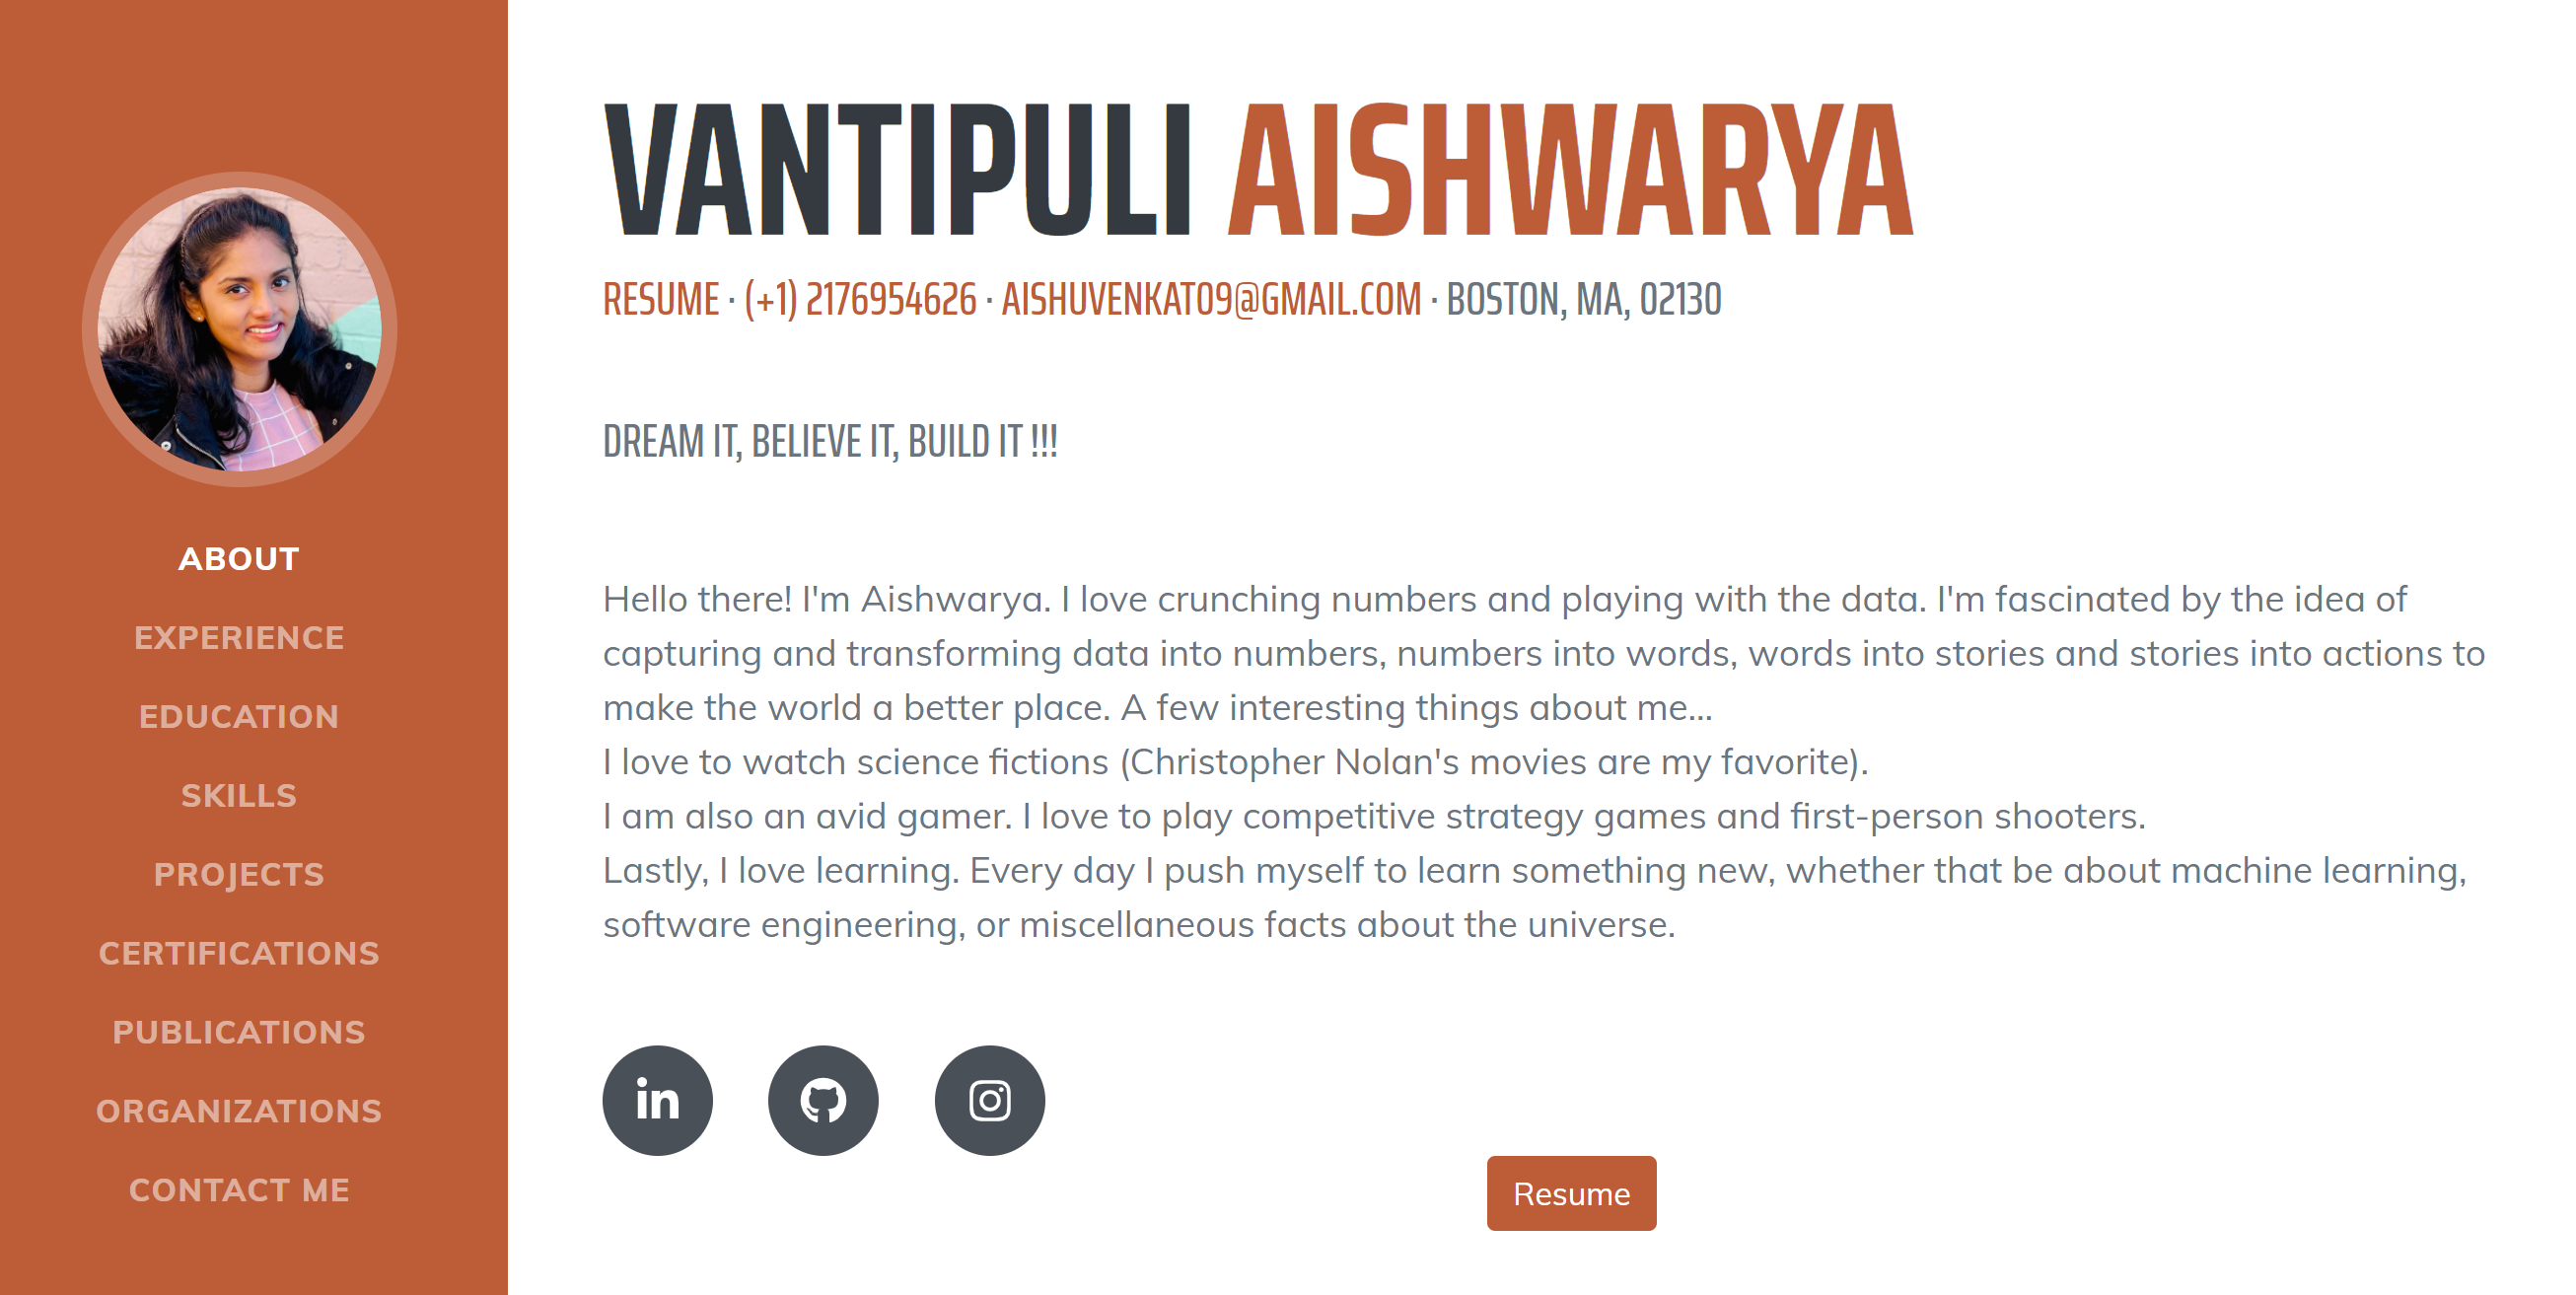 ABOUT
EXPERIENCE
EDUCATION
SKILLS
PROJECTS
CERTIFICATIONS
PUBLICATIONS
ORGANIZATIONS
CONTACT ME
VANTIPULI AISHWARYA
RESUME · (+1) 2176954626 · AISHUVENKAT09@GMAIL.COM · BOSTON, MA, 02130
DREAM IT, BELIEVE IT, BUILD IT !!!
Hello there! I'm Aishwarya. I love crunching numbers and playing with the data. I'm fascinated by the idea of
capturing and transforming data into numbers, numbers into words, words into stories and stories into actions to
make the world a better place. A few interesting things about me...
I love to watch science fictions (Christopher Nolan's movies are my favorite).
I am also an avid gamer. I love to play competitive strategy games and first-person shooters.
Lastly, I love learning. Every day I push myself to learn something new, whether that be about machine learning,
software engineering, or miscellaneous facts about the universe.
in
Resume